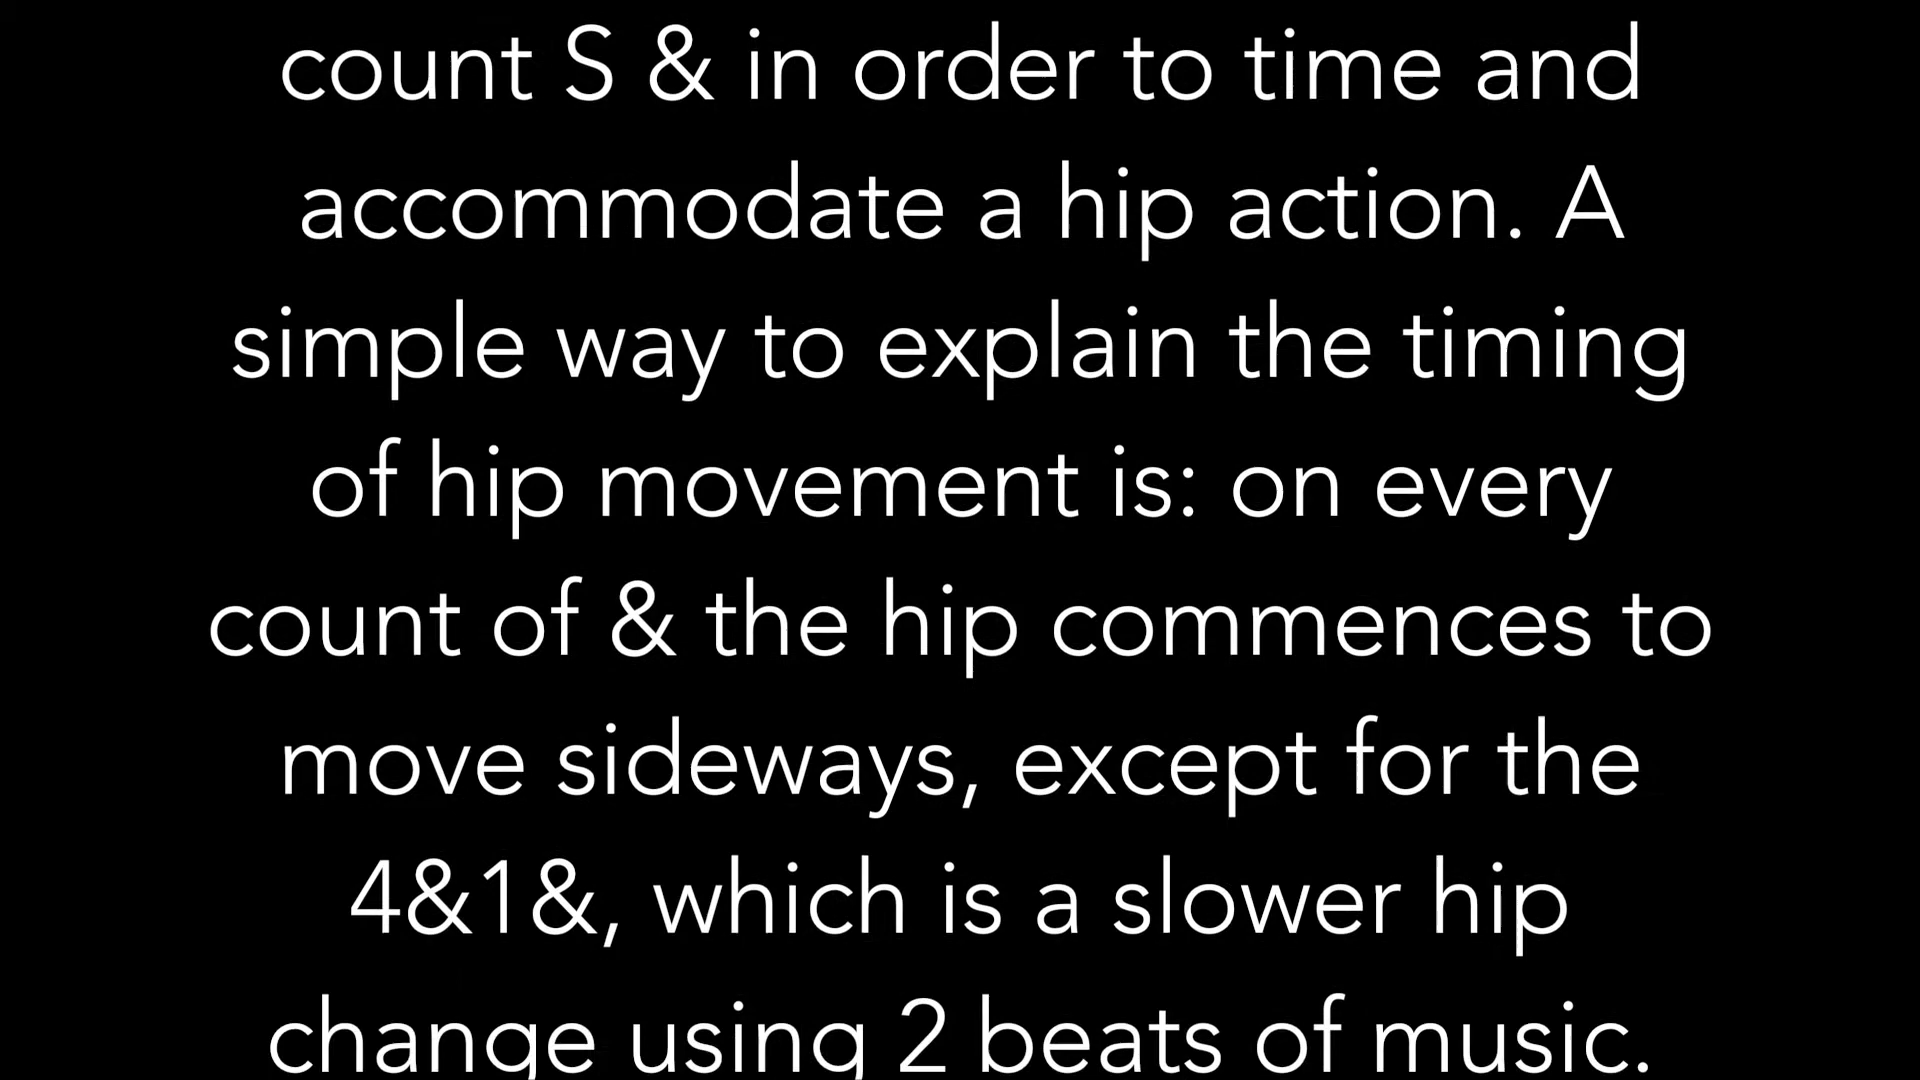 count S & in order to time and
accommodate a hip action. A
simple way to explain the timing
of hip movement is: on every
count of & the hip commences to
move sideways, except for the
4&1&, which is a slower hip
change using 2 beats of music.